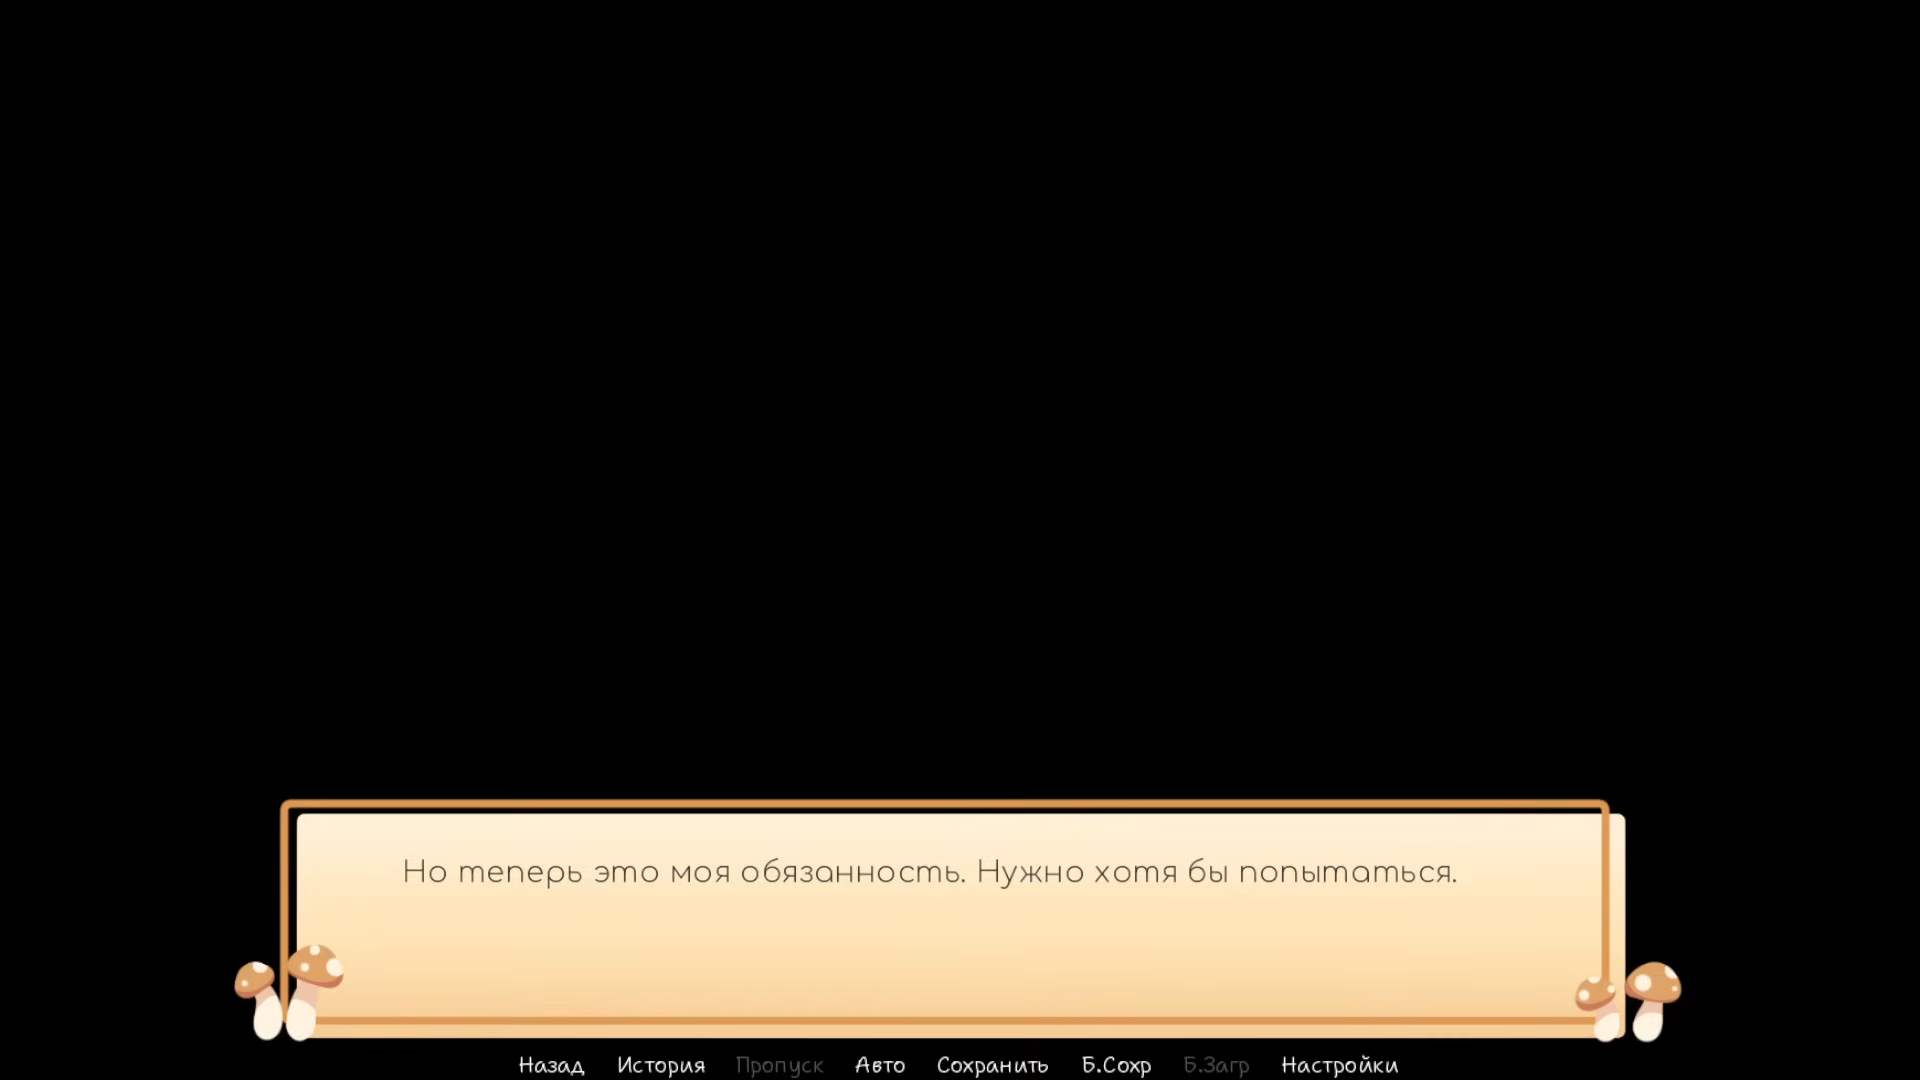 Но теперь это моя обязанность. Нужно хотя бы попытаться.
Назад История Пропуск Авто Сохранить Б.Сохр Б.Загр Настройки